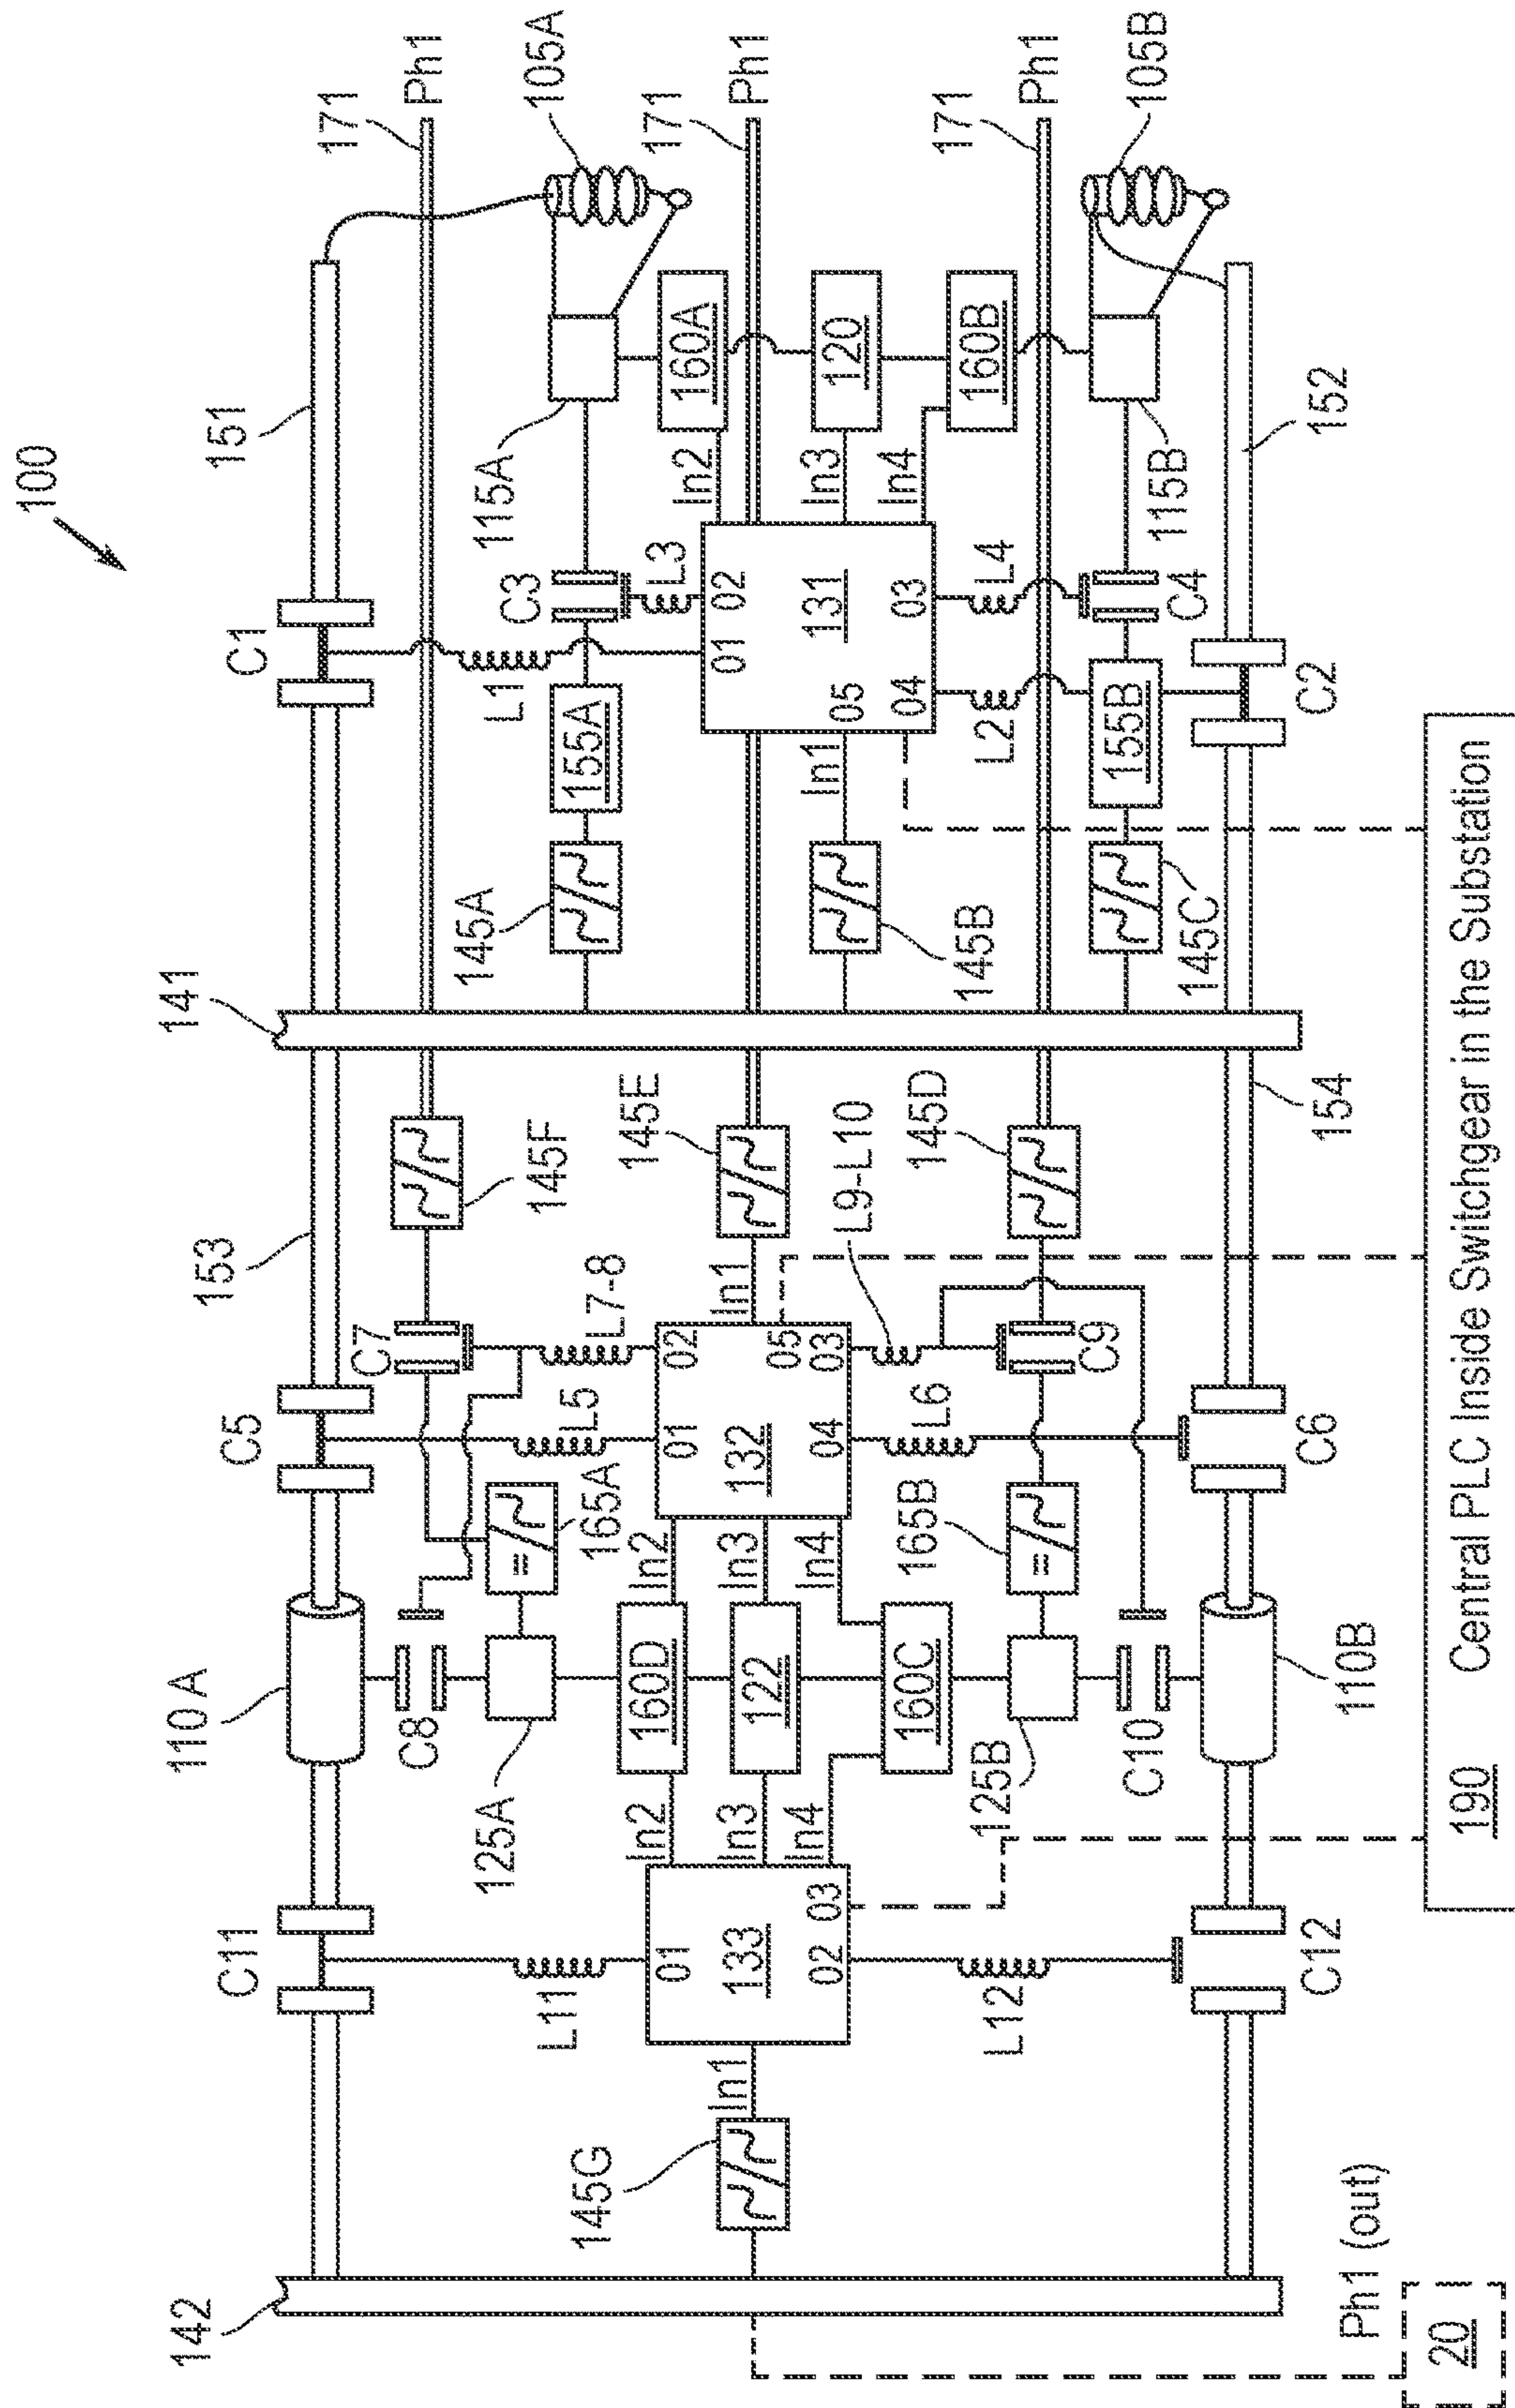 100
142
145G
Ph1 (out)
20
In1
C11
L11
133
01
02
03
L12
C12
In2
In3
In4
110A
C8
125A
160D
122
160C
125B
C10
110B
In2
In3
In4
165A
165B
C5
C7
L5
L7-8
132
01
02
03
04
05
In1
L6
L9-L10
C9
C6
153
145F
145E
145D
154
141
145A
145B
145C
155A
155B
In1
C1
L1
C3
L3
131
01
02
03
04
05
L2
L4
C4
C2
151
115A
In2
In3
In4
115B
152
160A
120
160B
171
Ph1
105A
171
Ph1
171
Ph1
105B
190
Central PLC Inside Switchgear in the Substation